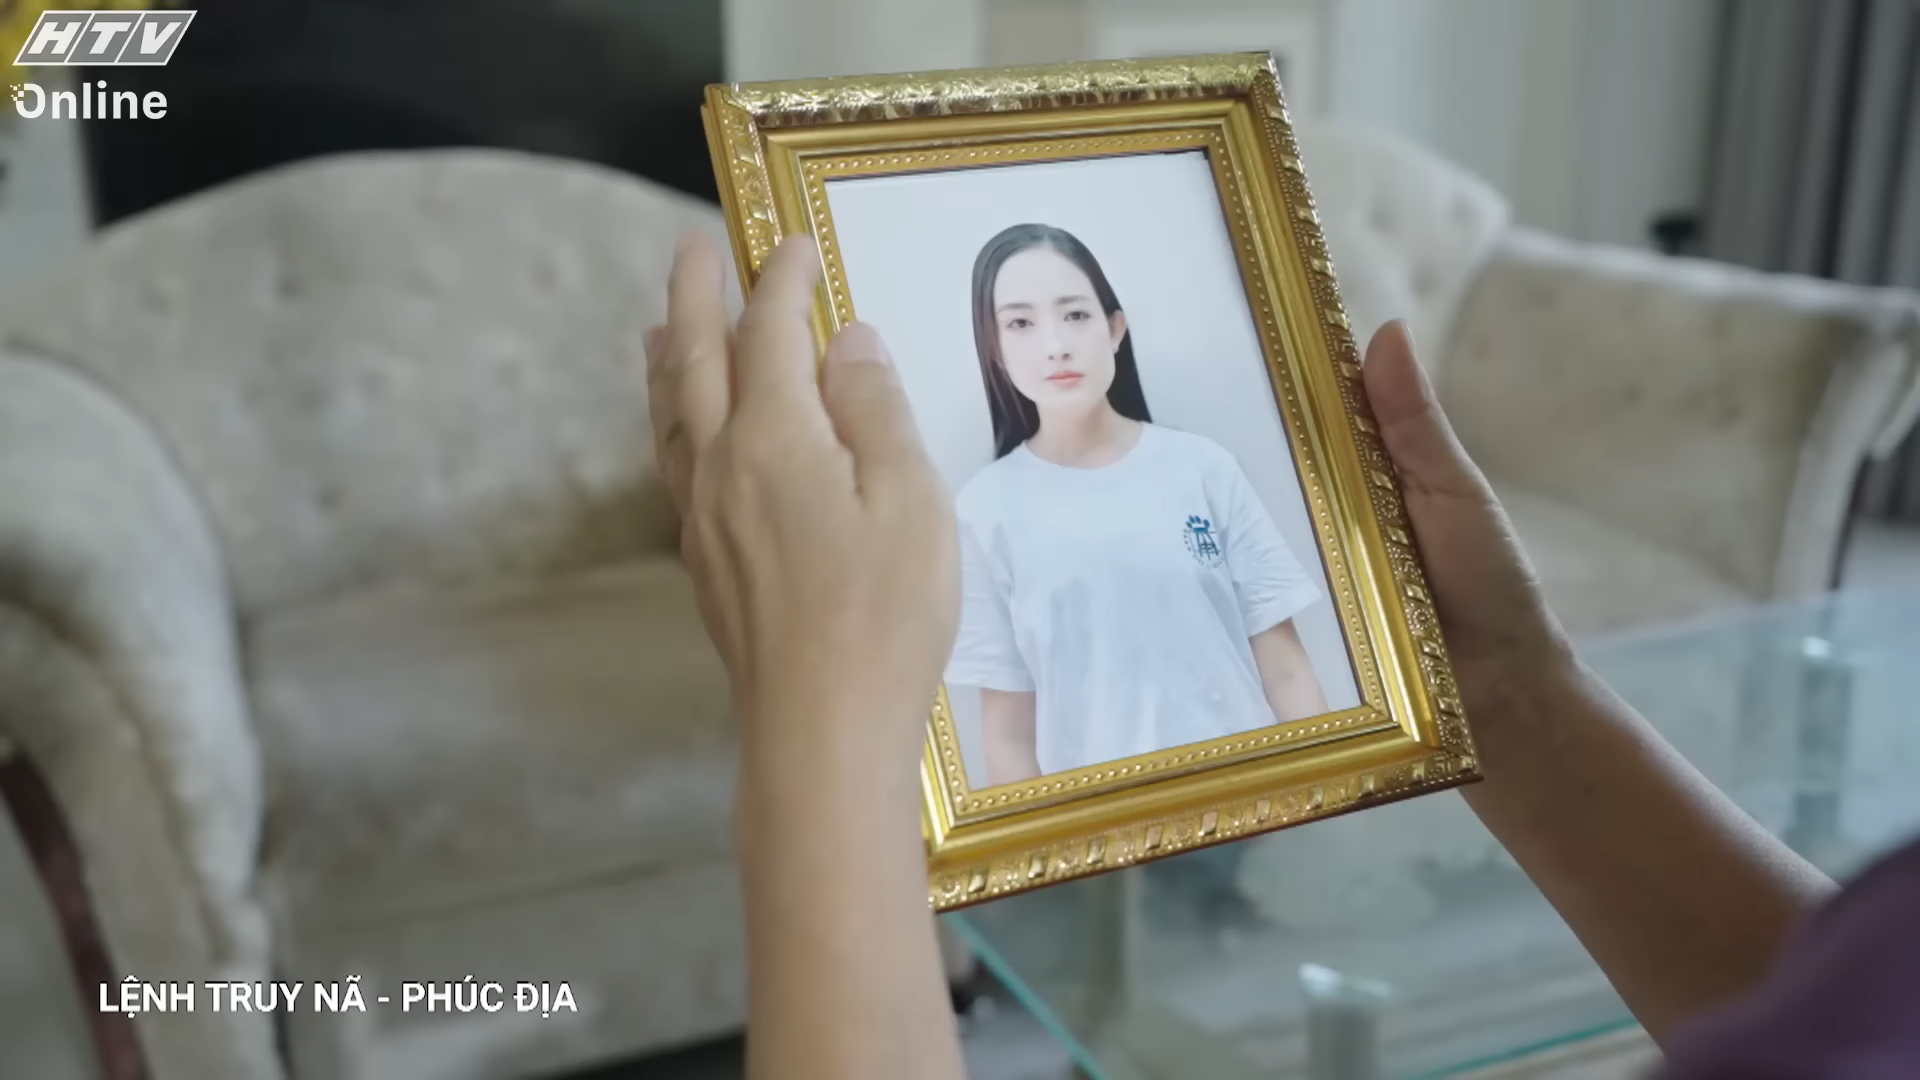 HTV
Online
LỆNH TRUY NÃ - PHÚC ĐỊA